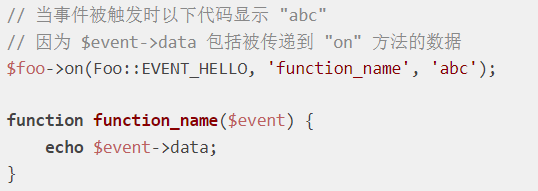 // 当事件被触发时以下代码显示 "abc"
// 因为 $event->data 包括被传递到 "on" 方法的数据
$foo->on(Foo::EVENT_HELLO, 'function_name', 'abc');
function function_name($event) {
    echo $event->data;
}